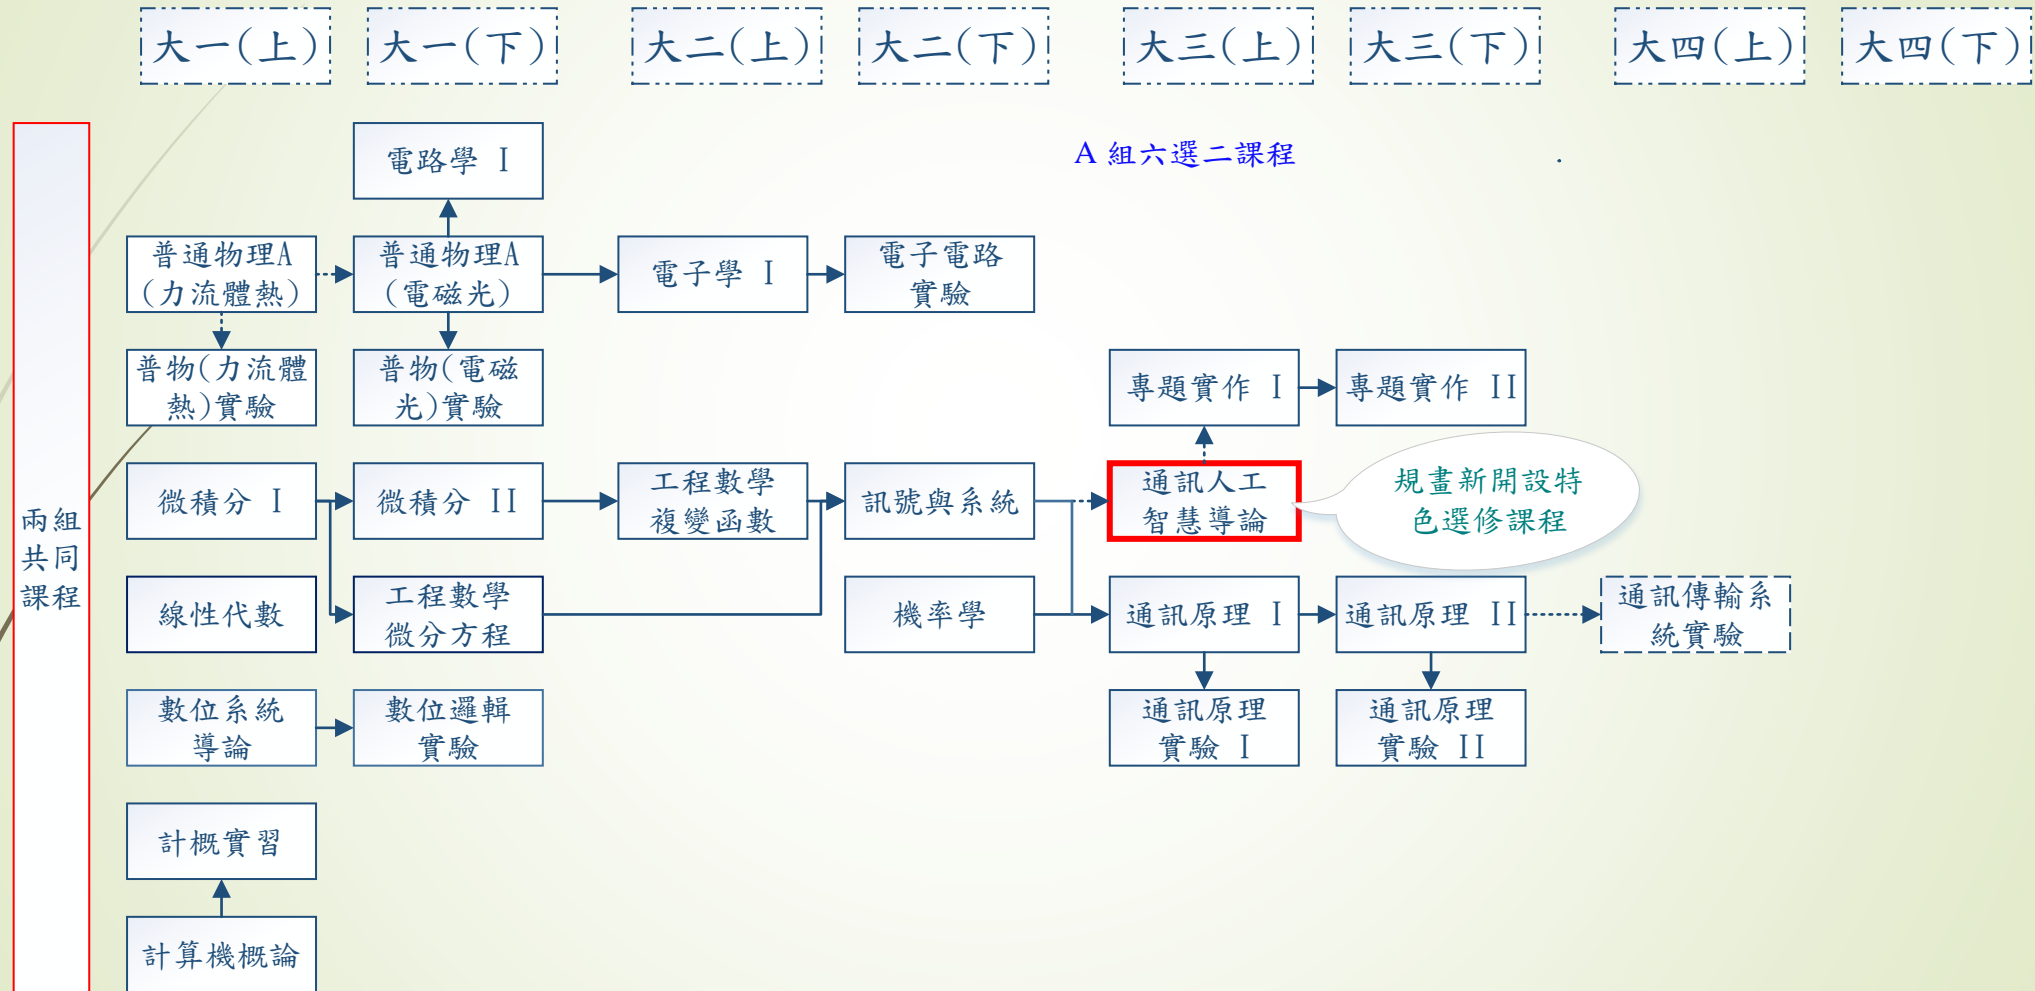 大一(上)
大一(下)
大二(上)
大二(下)
大三(上)
大三(下)
大四(上)
大四(下)
兩組
共同
課程
電路學 I
A 組六選二課程
.
普通物理A
(力流體熱)
普通物理A
(電磁光)
電子學 I
電子電路
實驗
普物(力流體
熱)實驗
普物(電磁
光)實驗
專題實作 I
專題實作 II
微積分 I
微積分 II
工程數學
複變函數
訊號與系統
通訊人工
智慧導論
規畫新開設特
色選修課程
線性代數
工程數學
微分方程
機率學
通訊原理 I
通訊原理 II
通訊傳輸系
統實驗
數位系統
導論
數位邏輯
實驗
通訊原理
實驗 I
通訊原理
實驗 II
計概實習
計算機概論